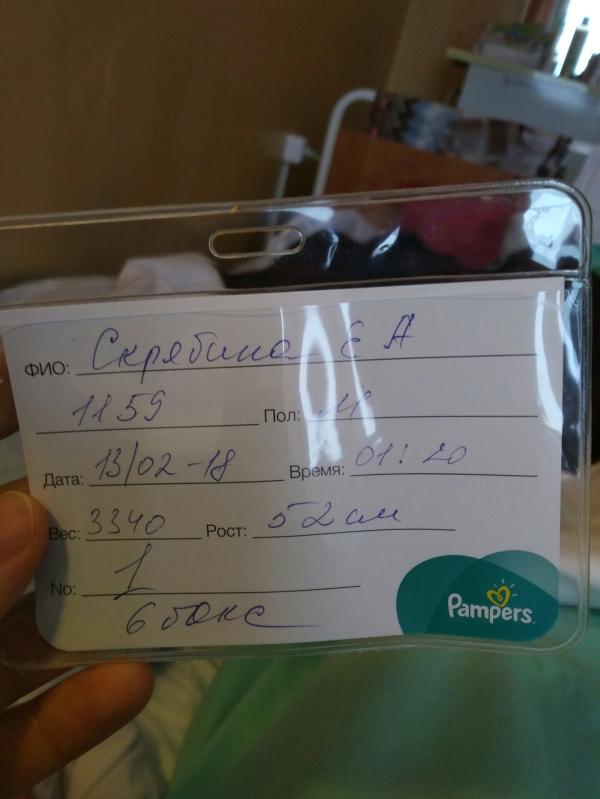 ФИО: Скрябина Е А
1159 Пол: М
Дата: 13/02-18 Время: 01:20
Вес: 3340 Рост: 52 см
No: 1
6 бокс
Pampers